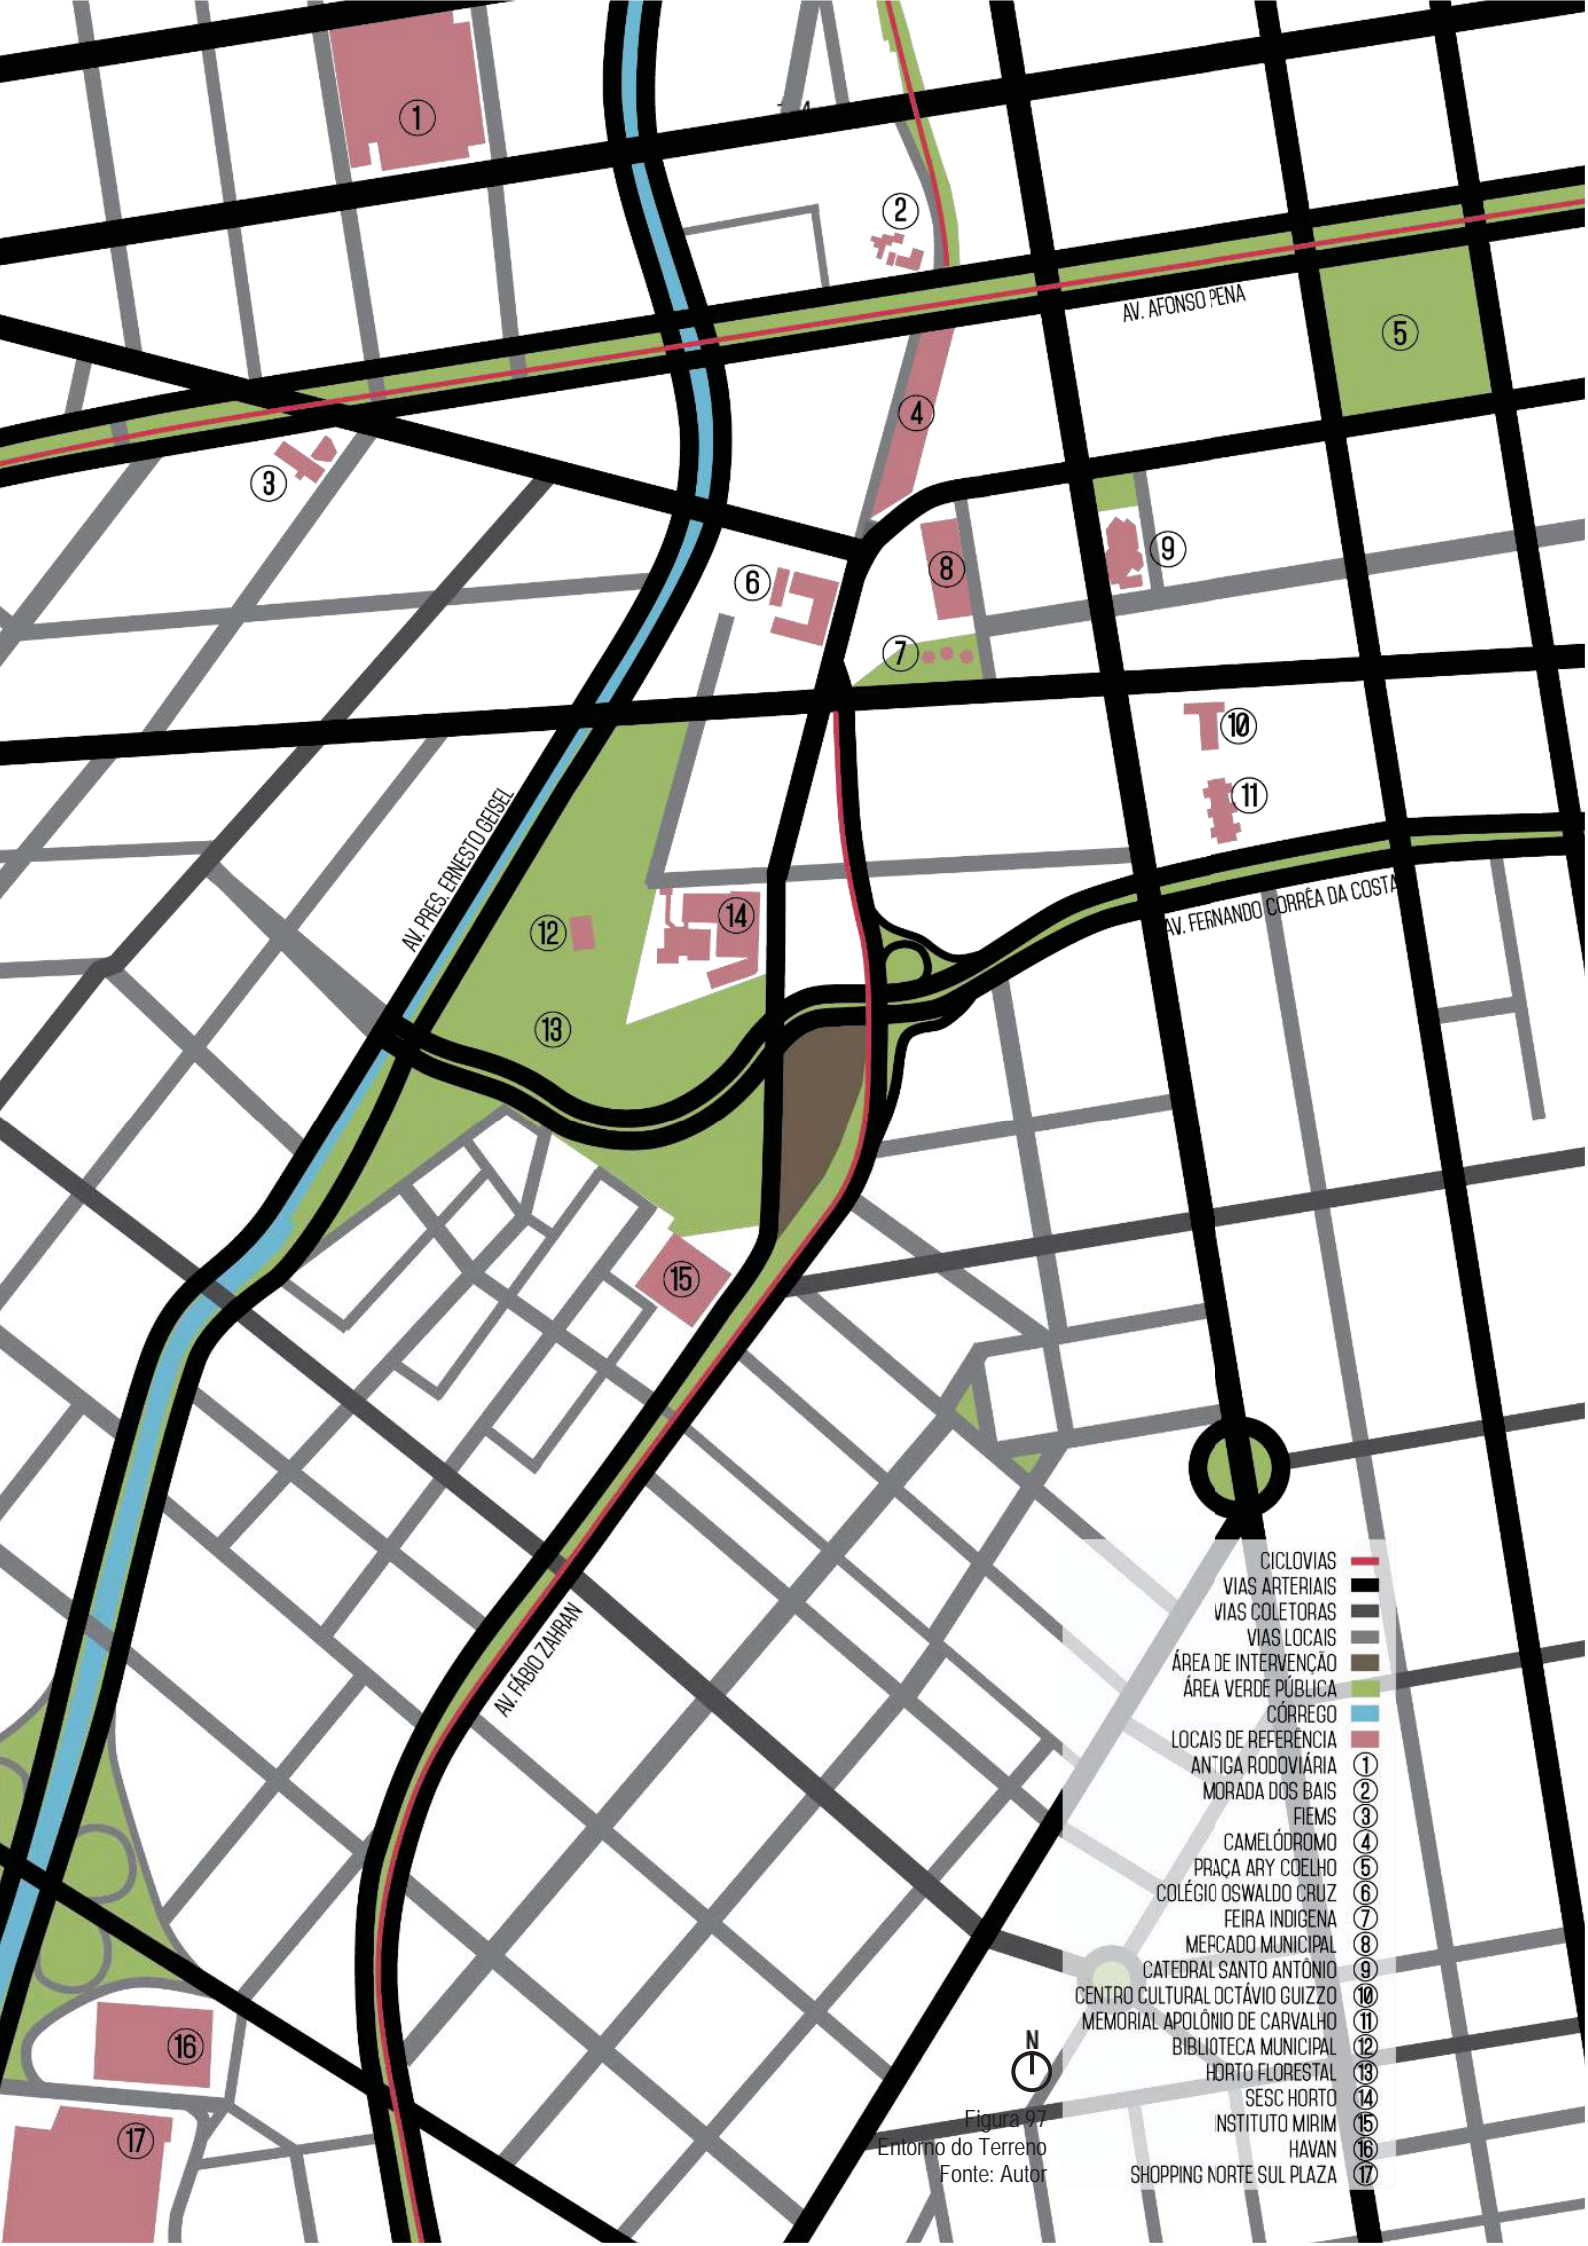 1
2
AV. AFONSO PENA
5
4
3
9
8
6
7
10
11
AV. PRES. ERNESTO GEISEL
AV. FERNANDO CORRÊA DA COSTA
14
12
13
15
AV. FÁBIO ZAHRAN
16
17
CICLOVIAS
VIAS ARTERIAIS
VIAS COLETORAS
VIAS LOCAIS
ÁREA DE INTERVENÇÃO
ÁREA VERDE PÚBLICA
CÓRREGO
LOCAIS DE REFERÊNCIA
ANTIGA RODOVIÁRIA 1
MORADA DOS BAIS 2
FIEMS 3
CAMELÓDROMO 4
PRAÇA ARY COELHO 5
COLÉGIO OSWALDO CRUZ 6
FEIRA INDIGENA 7
MERCADO MUNICIPAL 8
CATEDRAL SANTO ANTÔNIO 9
CENTRO CULTURAL OCTÁVIO GUIZZO 10
MEMORIAL APOLÔNIO DE CARVALHO 11
BIBLIOTECA MUNICIPAL 12
HORTO FLORESTAL 13
SESC HORTO 14
INSTITUTO MIRIM 15
HAVAN 16
SHOPPING NORTE SUL PLAZA 17
N
Figura 97
Entorno do Terreno
Fonte: Autor